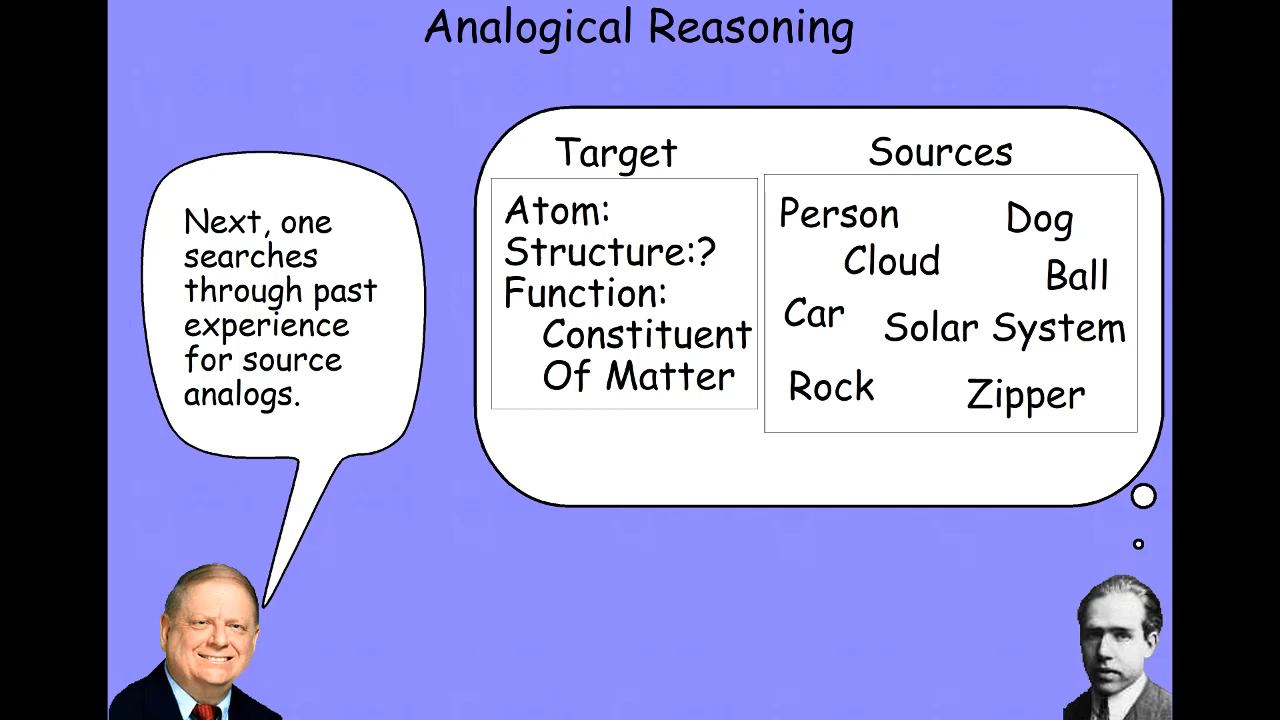 Analogical Reasoning
Next, one
searches
through past
experience
for source
analogs.
Target
Atom:
Structure:?
Function:
Constituent
Of Matter
Sources
Person
Dog
Cloud
Ball
Car
Solar System
Rock
Zipper